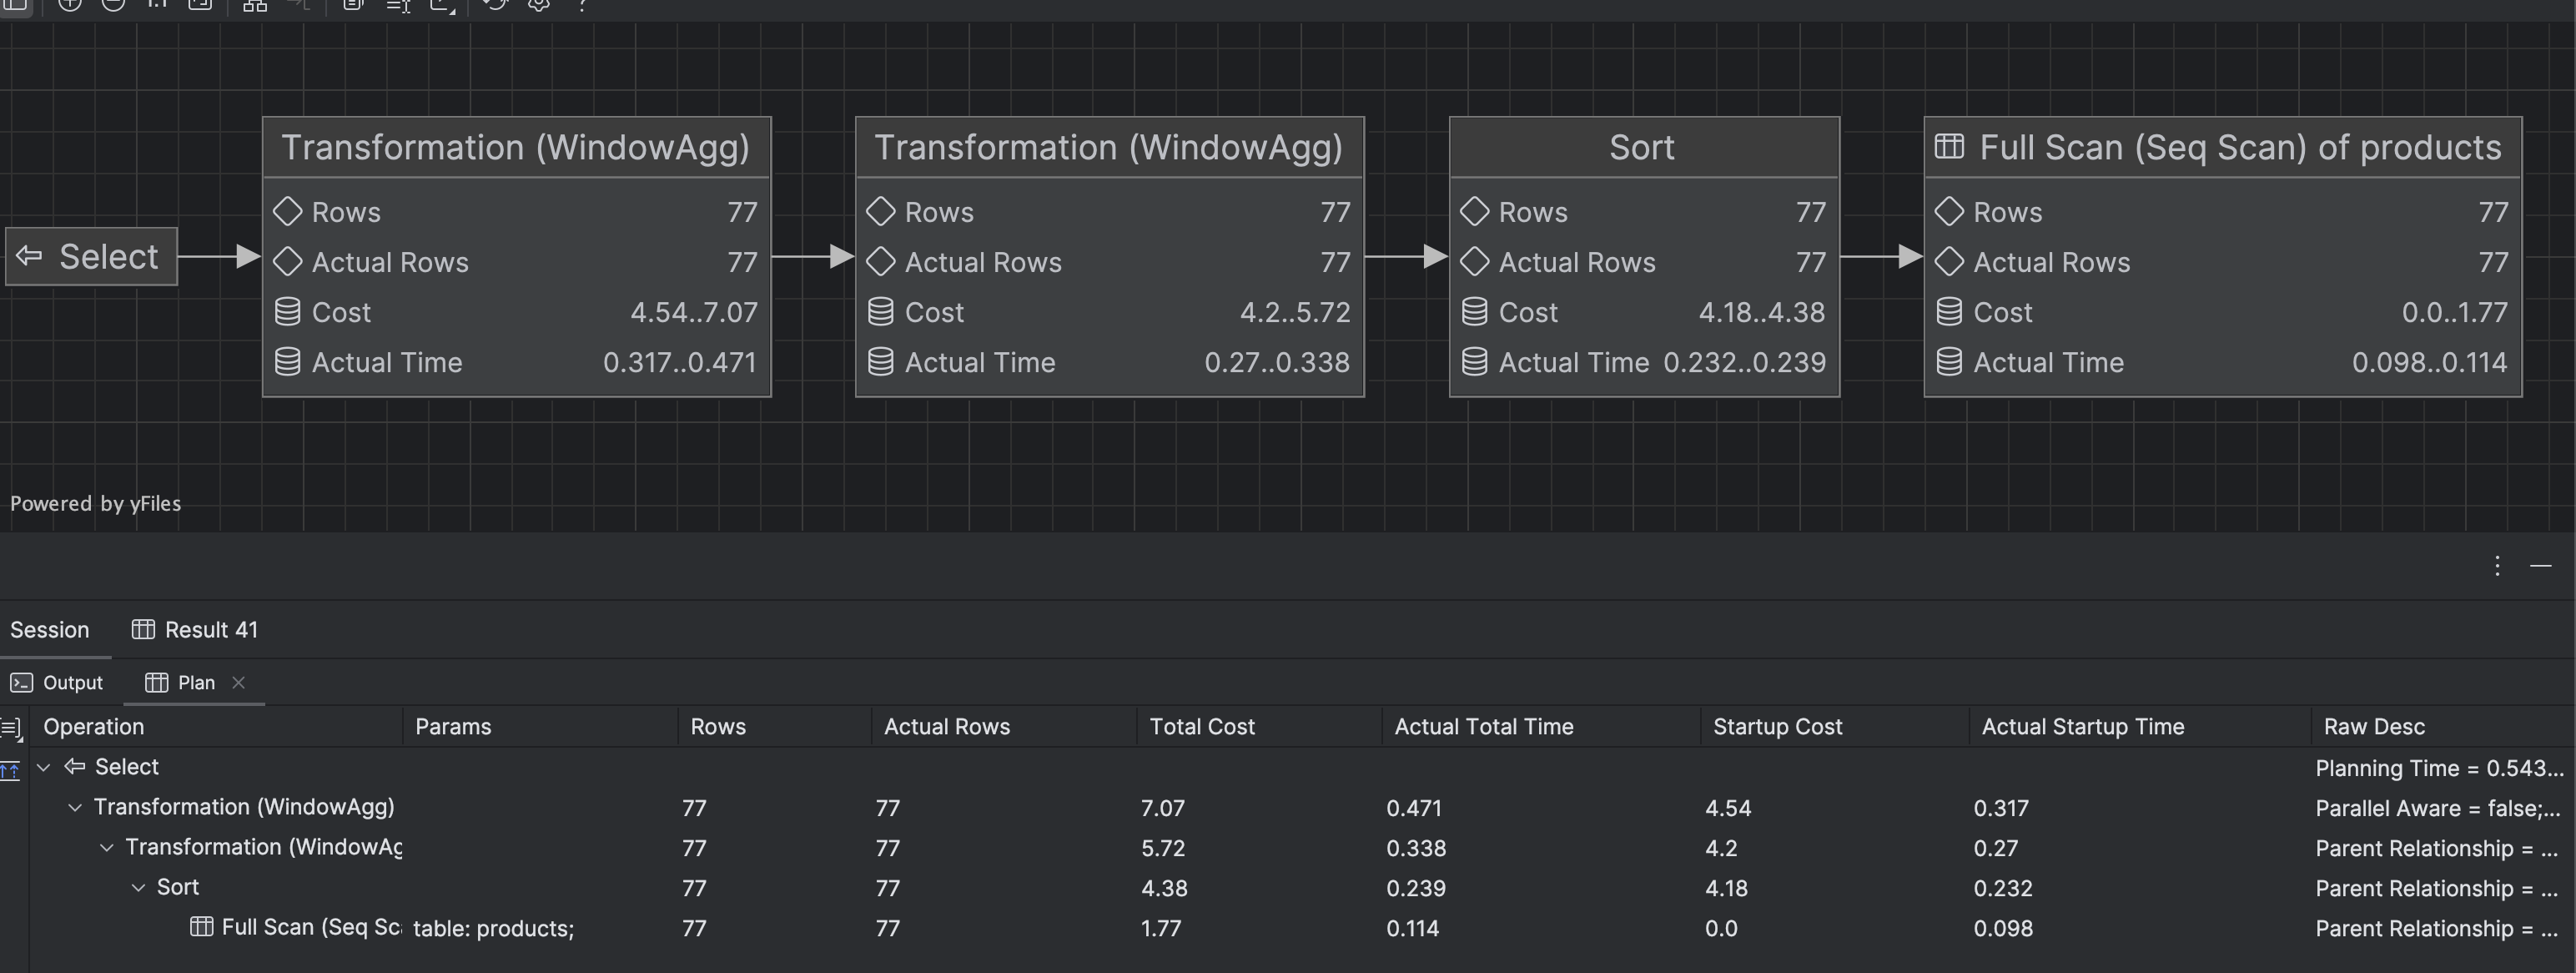 Transformation (WindowAgg)
Rows 77
Actual Rows 77
Cost 4.54..7.07
Actual Time 0.317..0.471
Transformation (WindowAgg)
Rows 77
Actual Rows 77
Cost 4.2..5.72
Actual Time 0.27..0.338
Sort
Rows 77
Actual Rows 77
Cost 4.18..4.38
Actual Time 0.232..0.239
Full Scan (Seq Scan) of products
Rows 77
Actual Rows 77
Cost 0.0..1.77
Actual Time 0.098..0.114
Select
Powered by yFiles
Session Result 41
Output Plan
Operation Params Rows Actual Rows Total Cost Actual Total Time Startup Cost Actual Startup Time Raw Desc
Select Planning Time = 0.543...
Transformation (WindowAgg) 77 77 7.07 0.471 4.54 0.317 Parallel Aware = false;...
Transformation (WindowAg 77 77 5.72 0.338 4.2 0.27 Parent Relationship = ...
Sort 77 77 4.38 0.239 4.18 0.232 Parent Relationship = ...
Full Scan (Seq Sc table: products; 77 77 1.77 0.114 0.0 0.098 Parent Relationship = ...